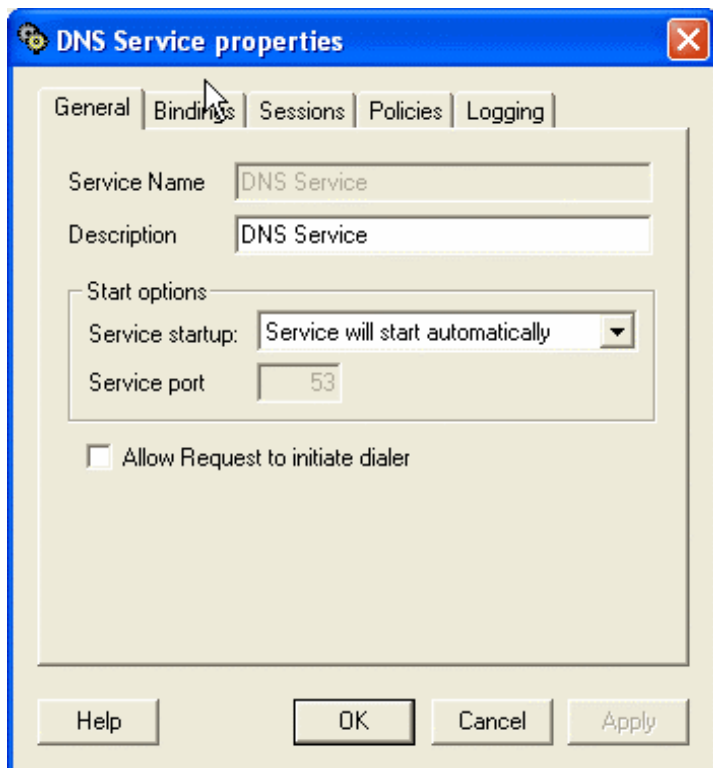 DNS Service properties
General Bindings Sessions Policies Logging
Service Name DNS Service
Description DNS Service
Start options
Service startup: Service will start automatically
Service port 53
Allow Request to initiate dialer
Help OK Cancel Apply